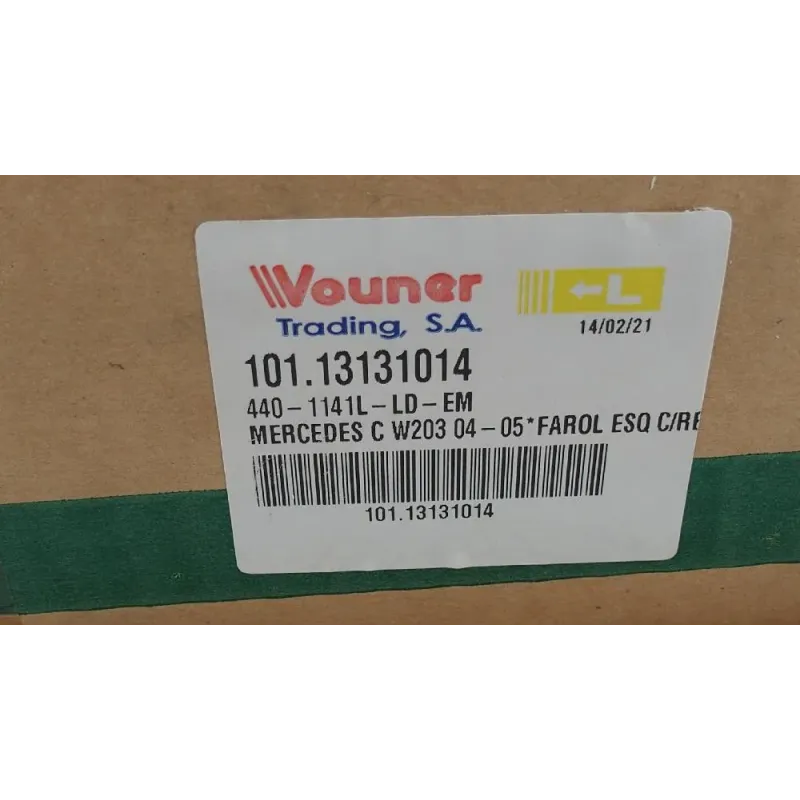 Vouner
Trading, S.A.
←L
14/02/21
101.13131014
440-1141L-LD-EM
MERCEDES C W203 04-05*FAROL ESQ C/RE
101.13131014